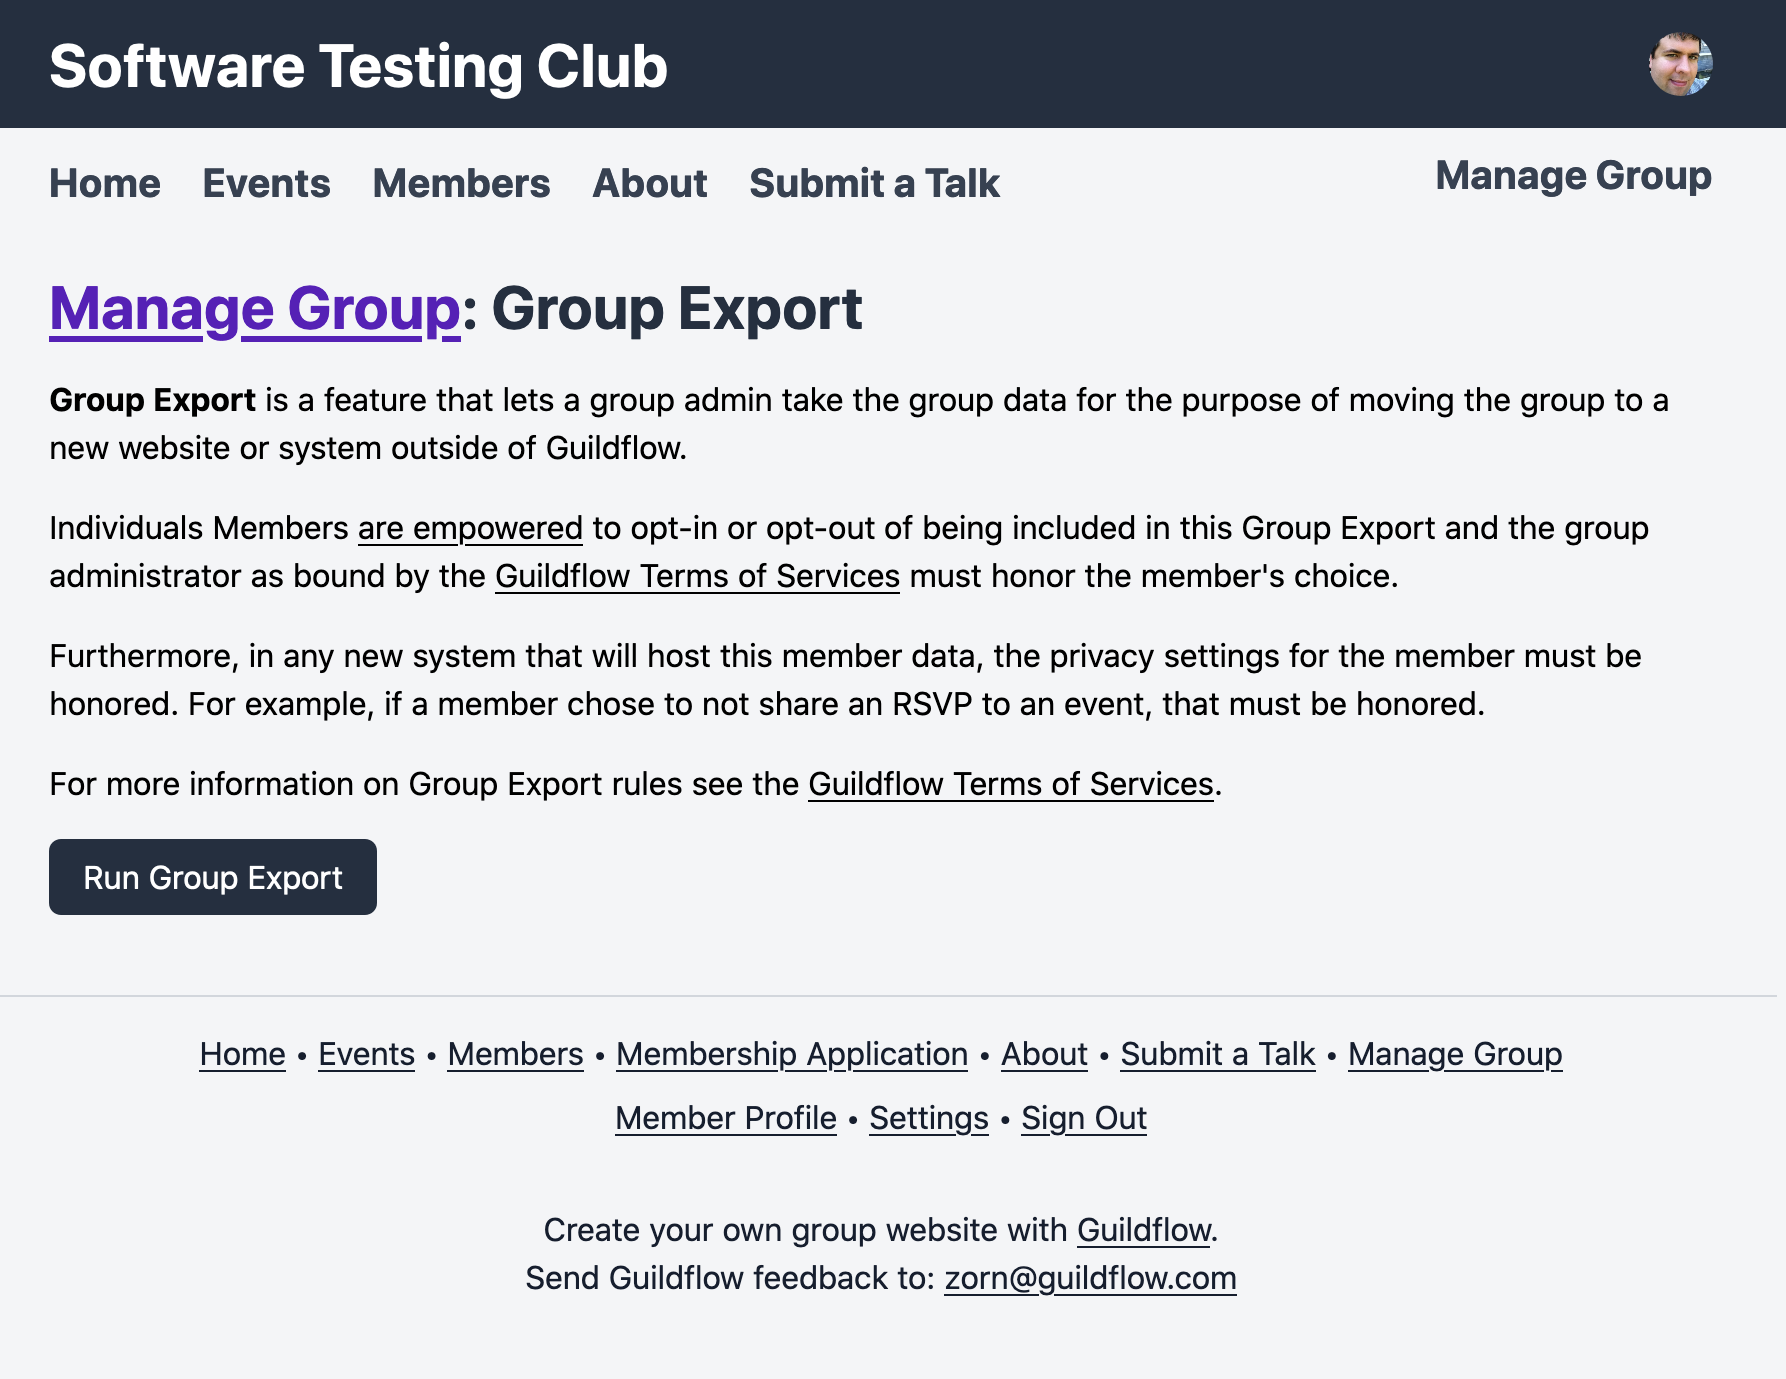 Software Testing Club
Home Events Members About Submit a Talk Manage Group
Manage Group: Group Export
Group Export is a feature that lets a group admin take the group data for the purpose of moving the group to a
new website or system outside of Guildflow.
Individuals Members are empowered to opt-in or opt-out of being included in this Group Export and the group
administrator as bound by the Guildflow Terms of Services must honor the member's choice.
Furthermore, in any new system that will host this member data, the privacy settings for the member must be
honored. For example, if a member chose to not share an RSVP to an event, that must be honored.
For more information on Group Export rules see the Guildflow Terms of Services.
Run Group Export
Home • Events • Members • Membership Application • About • Submit a Talk • Manage Group
Member Profile • Settings • Sign Out
Create your own group website with Guildflow.
Send Guildflow feedback to: zorn@guildflow.com